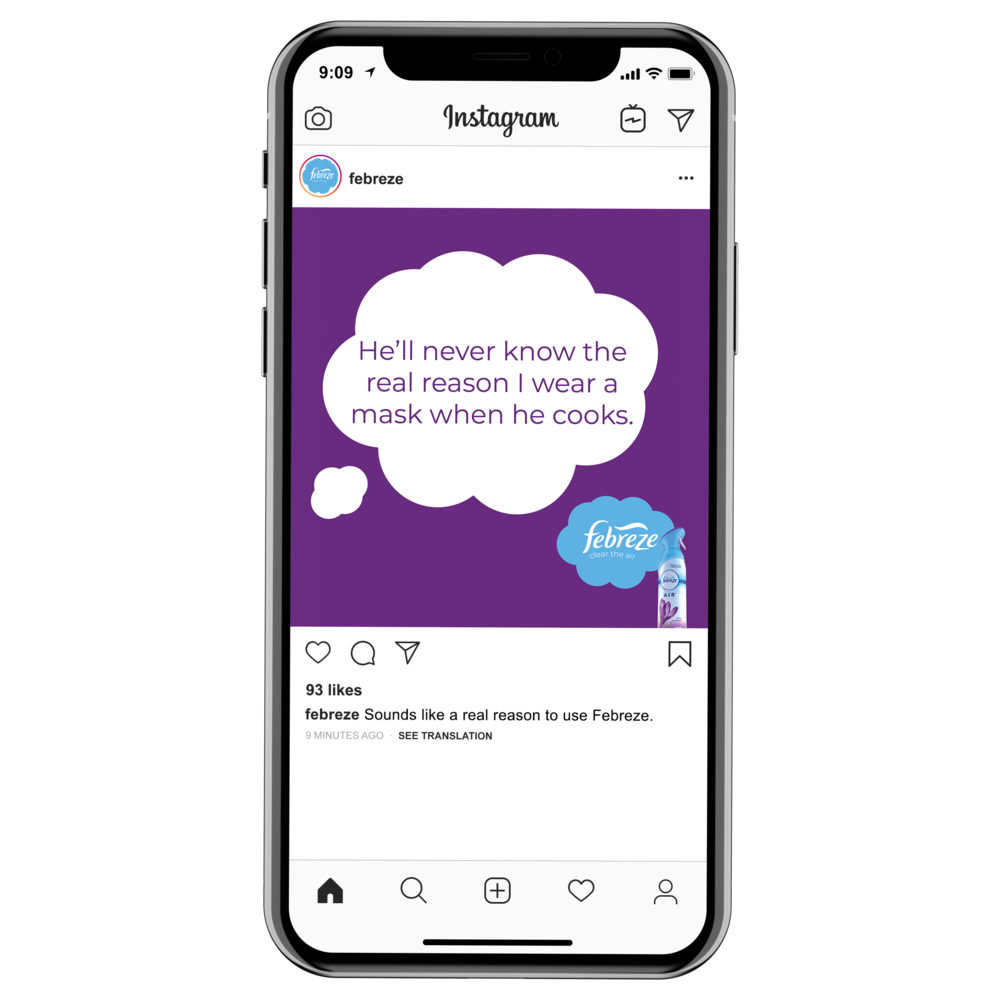 9:09
Instagram
febreze
febreze
He'll never know the
real reason I wear a
mask when he cooks.
febreze
clear the air
febreze
AIR
93 likes
febreze Sounds like a real reason to use Febreze.
9 MINUTES AGO · SEE TRANSLATION